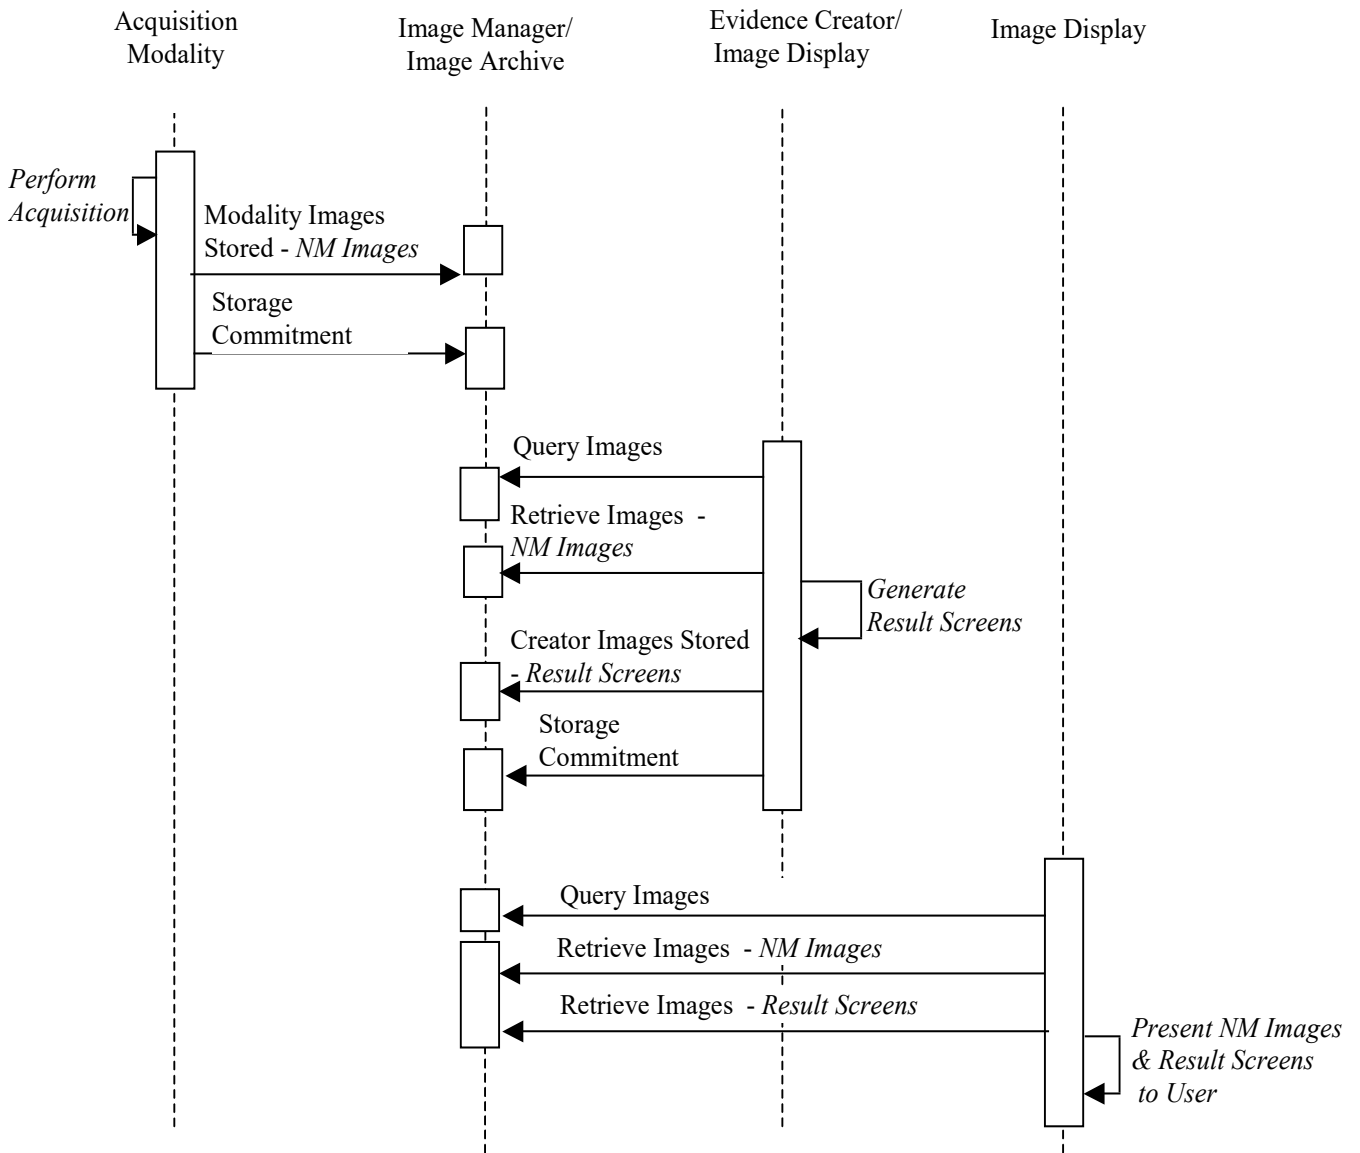 Acquisition
Modality
Image Manager/
Image Archive
Evidence Creator/
Image Display
Image Display
Perform
Acquisition
Modality Images
Stored - NM Images
Storage
Commitment
Query Images
Retrieve Images -
NM Images
Generate
Result Screens
Creator Images Stored
- Result Screens
Storage
Commitment
Query Images
Retrieve Images - NM Images
Retrieve Images - Result Screens
Present NM Images
& Result Screens
to User